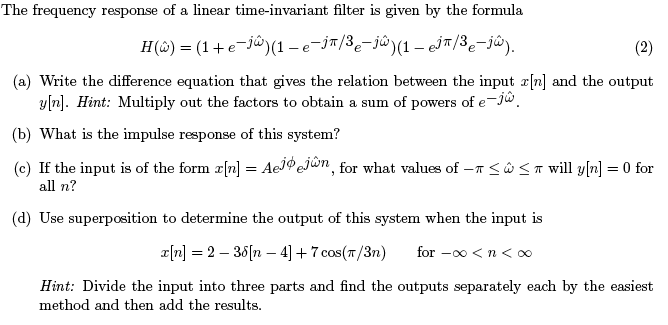 The frequency response of a linear time-invariant filter is given by the formula
H(ω̂) = (1 + e^{−jω̂})(1 − e^{−jπ/3}e^{−jω̂})(1 − e^{jπ/3}e^{−jω̂}). (2)
(a) Write the difference equation that gives the relation between the input x[n] and the output
y[n]. Hint: Multiply out the factors to obtain a sum of powers of e^{−jω̂}.
(b) What is the impulse response of this system?
(c) If the input is of the form x[n] = Ae^{jϕ}e^{jω̂n}, for what values of −π ≤ ω̂ ≤ π will y[n] = 0 for
all n?
(d) Use superposition to determine the output of this system when the input is
x[n] = 2 − 3δ[n − 4] + 7 cos(π/3n) for −∞ < n < ∞
Hint: Divide the input into three parts and find the outputs separately each by the easiest
method and then add the results.